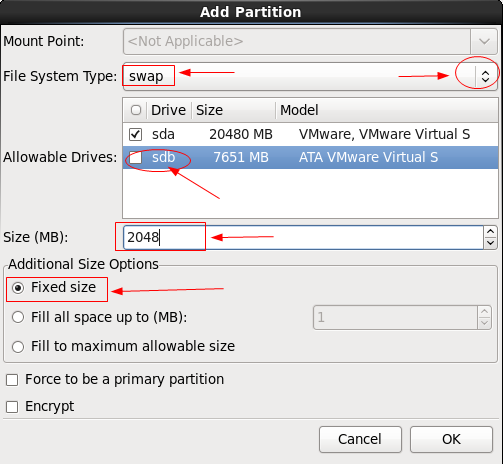 Add Partition
Mount Point: <Not Applicable>
File System Type: swap
Drive Size Model
sda 20480 MB VMware, VMware Virtual S
Allowable Drives: sdb 7651 MB ATA VMware Virtual S
Size (MB): 2048
Additional Size Options
Fixed size
Fill all space up to (MB): 1
Fill to maximum allowable size
Force to be a primary partition
Encrypt
Cancel OK